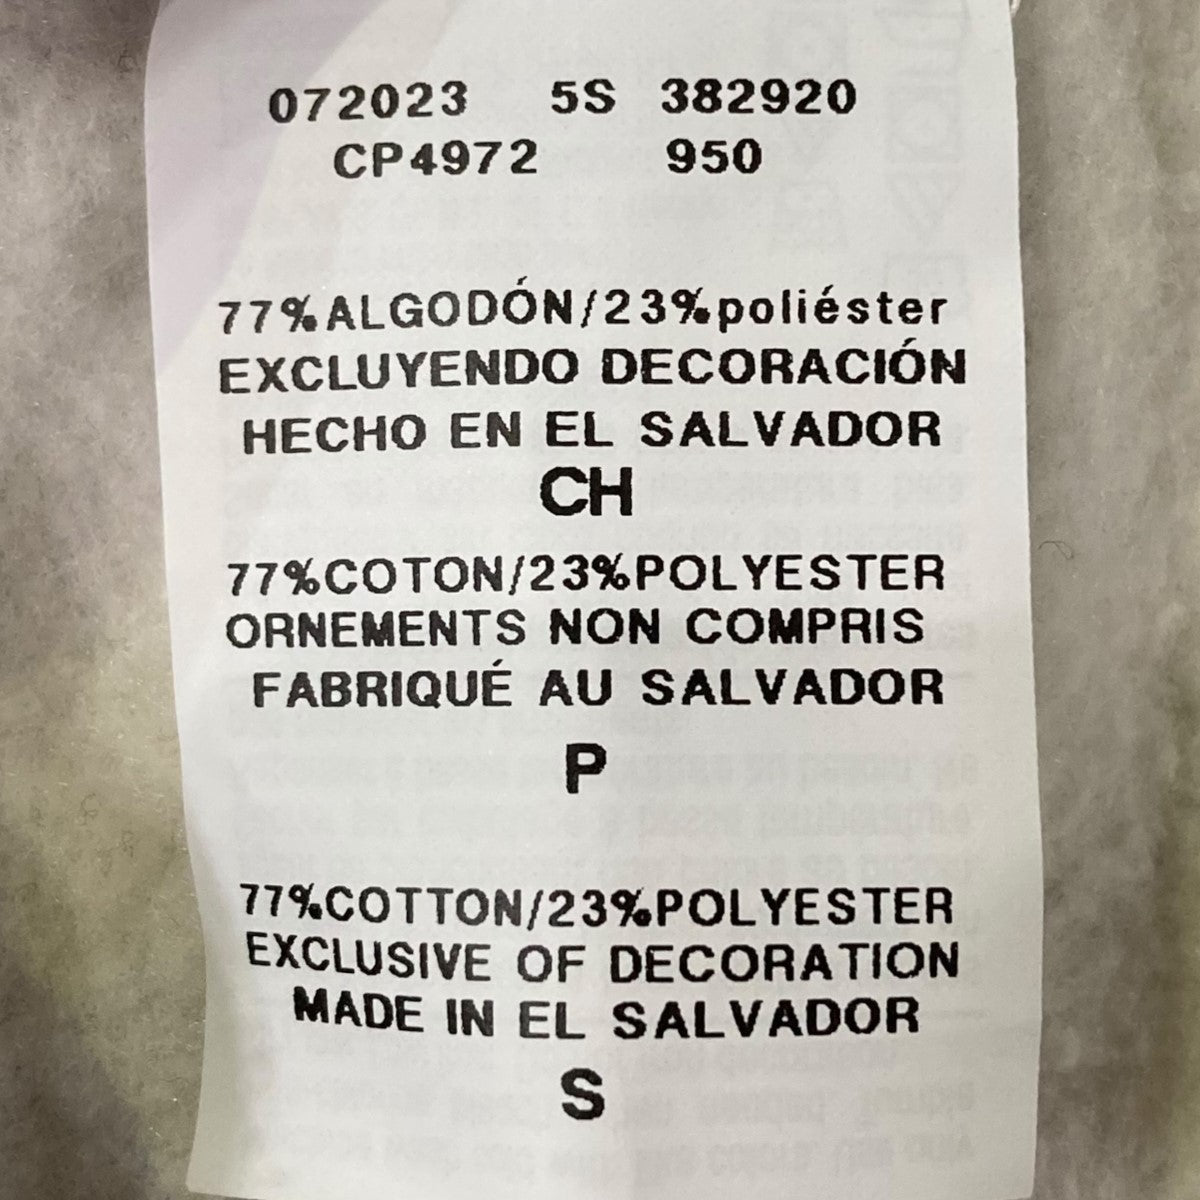 072023 5S 382920
CP4972 950
77%ALGODÓN/23%poliéster
EXCLUYENDO DECORACIÓN
HECHO EN EL SALVADOR
CH
77%COTON/23%POLYESTER
ORNEMENTS NON COMPRIS
FABRIQUÉ AU SALVADOR
P
77%COTTON/23%POLYESTER
EXCLUSIVE OF DECORATION
MADE IN EL SALVADOR
S